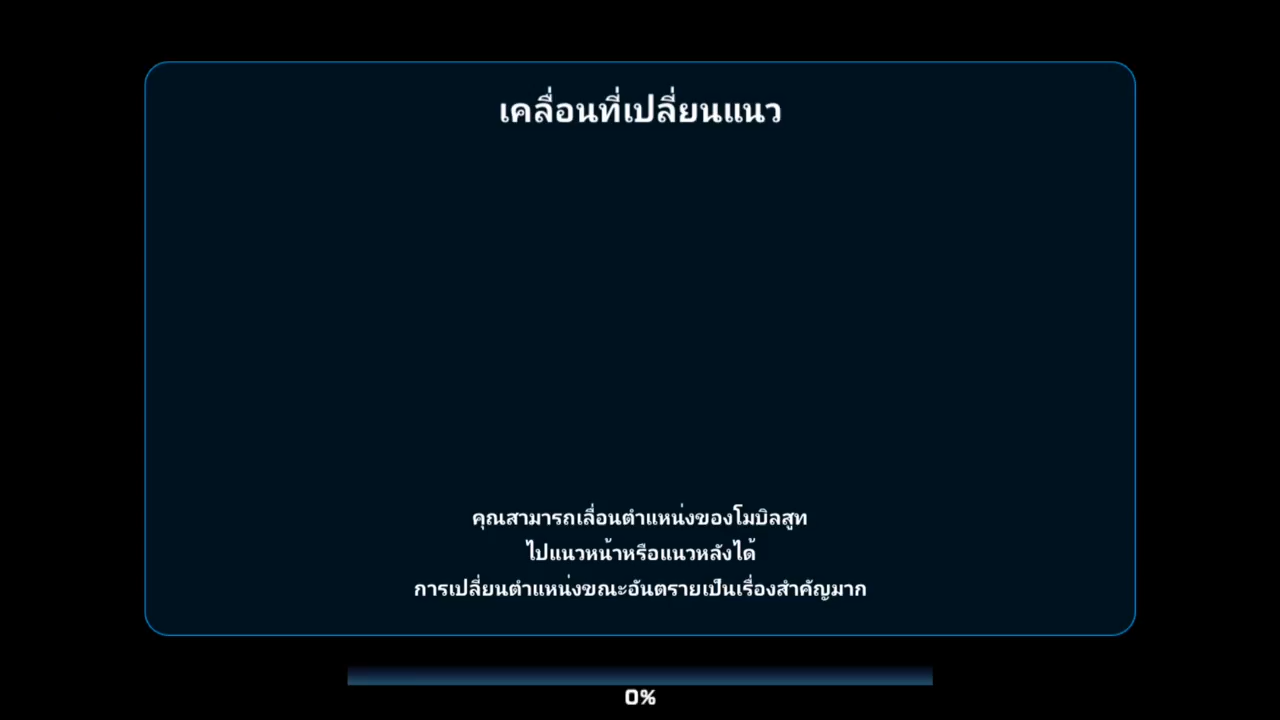 เคลื่อนที่เปลี่ยนแนว
คุณสามารถเลื่อนตำแหน่งของโมบิลสูท
ไปแนวหน้าหรือแนวหลังได้
การเปลี่ยนตำแหน่งขณะอันตรายเป็นเรื่องสำคัญมาก
0%